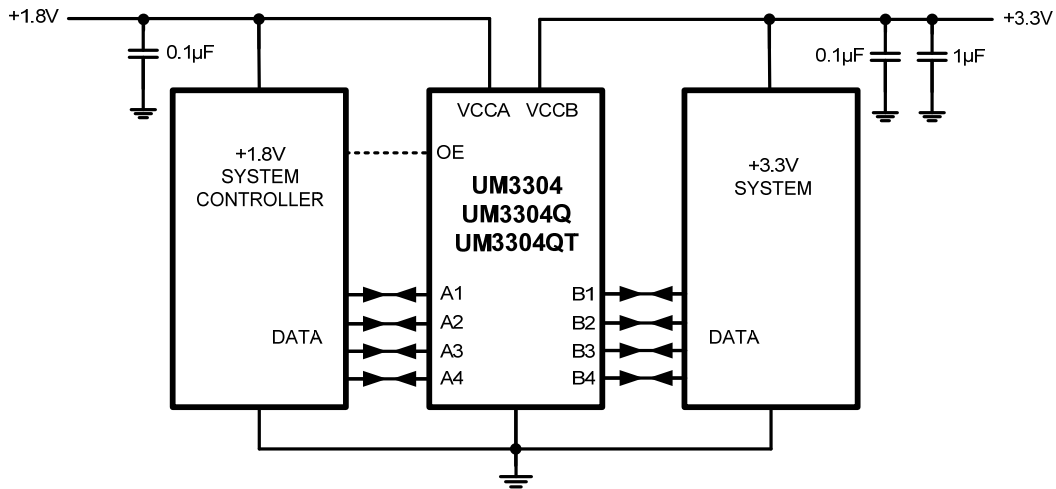 +1.8V
+3.3V
0.1µF
0.1µF
1µF
VCCA
VCCB
OE
+1.8V
SYSTEM
CONTROLLER
UM3304
UM3304Q
UM3304QT
+3.3V
SYSTEM
A1
A2
A3
A4
B1
B2
B3
B4
DATA
DATA